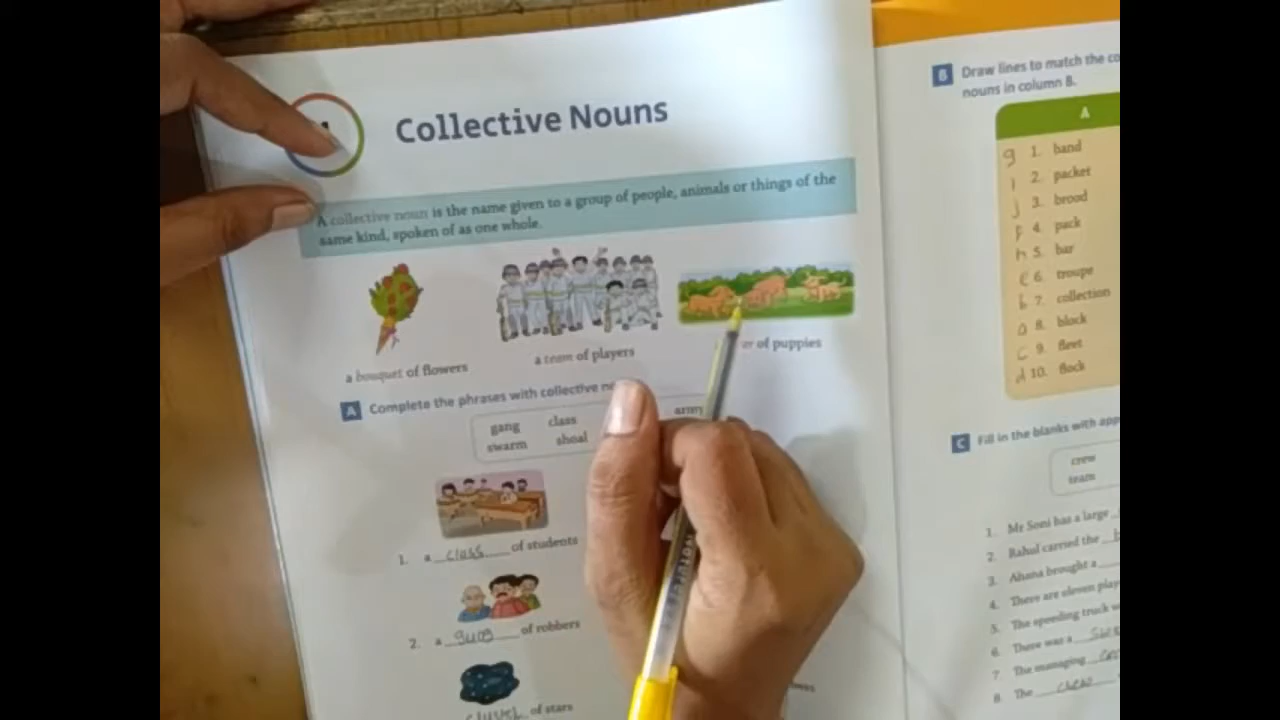 Collective Nouns
A collective noun is the name given to a group of people, animals or things of the
same kind, spoken of as one whole.
a bouquet of flowers
a team of players
of puppies
A Complete the phrases with collective
gang class army
swarm shoal
1. a class of students
2. a gang of robbers
of stars
B Draw lines to match the
nouns in column B.
A
g 1. band
i 2. packet
j 3. brood
f 4. pack
h 5. bar
e 6. troupe
b 7. collection
a 8. block
c 9. fleet
d 10. flock
C Fill in the blanks with
crew
team
1. Mr Soni has a large
2. Rahul carried the
3. Ahana brought a
4. There are eleven
5. The speeding truck
6. There was a
7. The managing
8. The crew